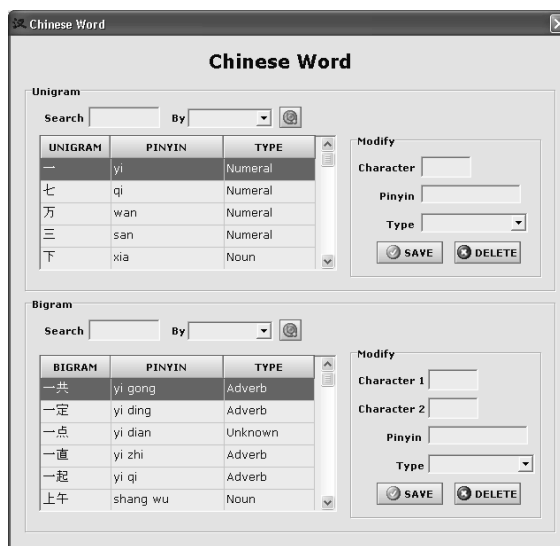 汉 Chinese Word
Chinese Word
Unigram
Search By
UNIGRAM PINYIN TYPE
一 yi Numeral
七 qi Numeral
万 wan Numeral
三 san Numeral
下 xia Noun
Modify
Character
Pinyin
Type
SAVE DELETE
Bigram
Search By
BIGRAM PINYIN TYPE
一共 yi gong Adverb
一定 yi ding Adverb
一点 yi dian Unknown
一直 yi zhi Adverb
一起 yi qi Adverb
上午 shang wu Noun
Modify
Character 1
Character 2
Pinyin
Type
SAVE DELETE